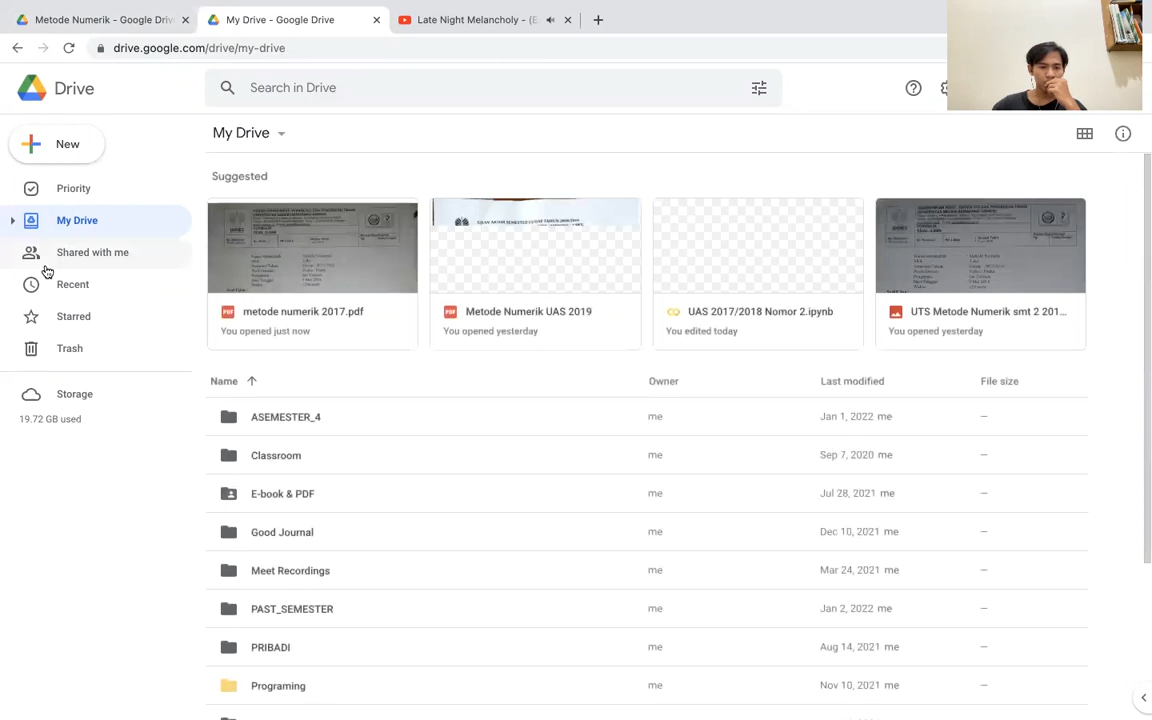 Metode Numerik - Google Driv
My Drive - Google Drive
Late Night Melancholy - (E
drive.google.com/drive/my-drive
Drive
Search in Drive
New
My Drive
Priority
My Drive
Shared with me
Recent
Starred
Trash
Storage
19.72 GB used
Suggested
metode numerik 2017.pdf
You opened just now
Metode Numerik UAS 2019
You opened yesterday
UAS 2017/2018 Nomor 2.ipynb
You edited today
UTS Metode Numerik smt 2 201...
You opened yesterday
Name Owner Last modified File size
ASEMESTER_4 me Jan 1, 2022 me —
Classroom me Sep 7, 2020 me —
E-book & PDF me Jul 28, 2021 me —
Good Journal me Dec 10, 2021 me —
Meet Recordings me Mar 24, 2021 me —
PAST_SEMESTER me Jan 2, 2022 me —
PRIBADI me Aug 14, 2021 me —
Programing me Nov 10, 2021 me —